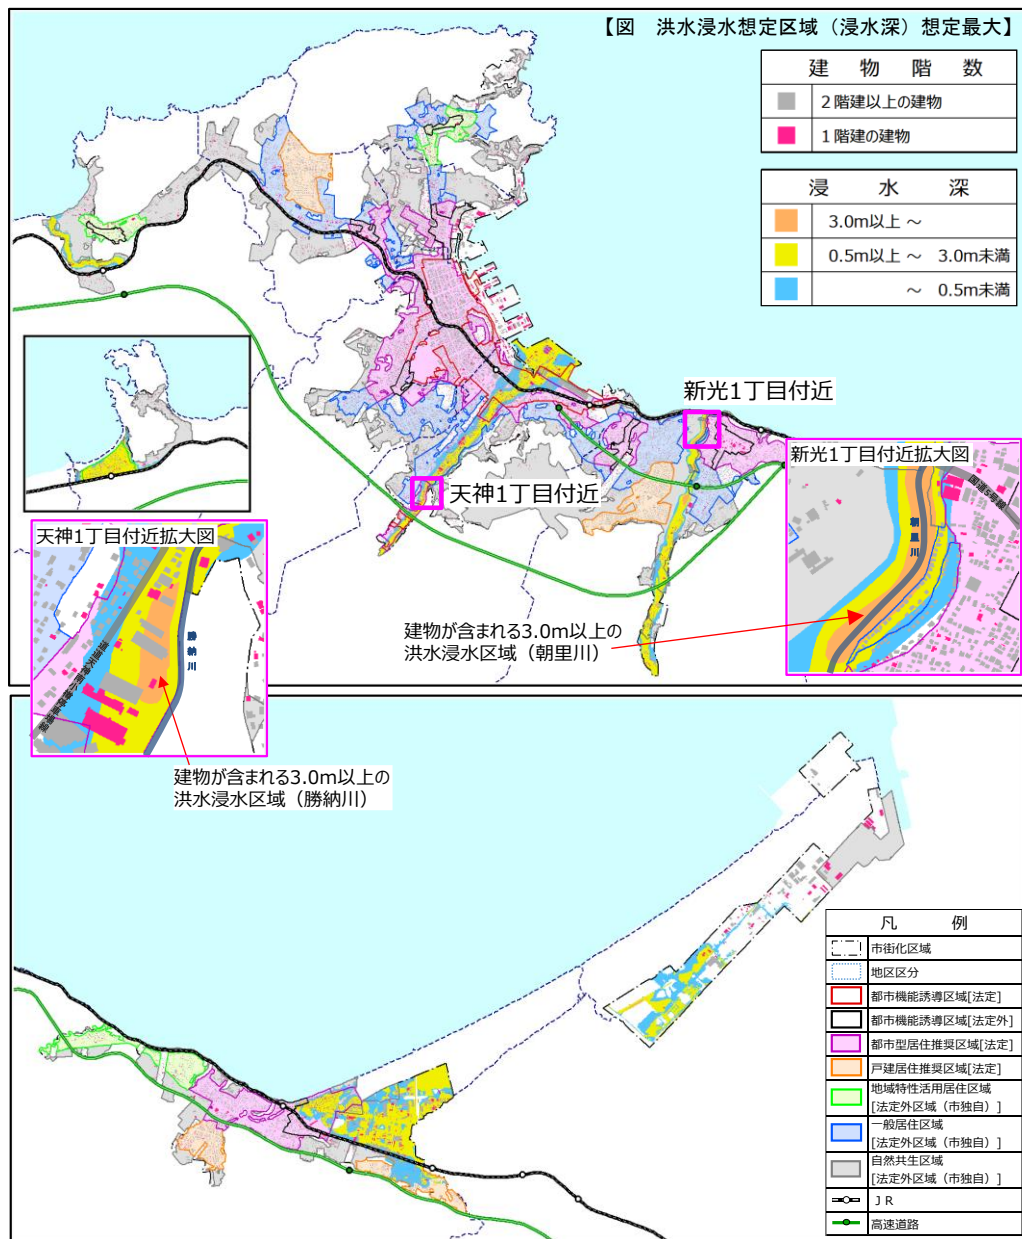 【図　洪水浸水想定区域（浸水深）想定最大】
建　物　階　数
２階建以上の建物
１階建の建物
浸　水　深
3.0m以上 ～
0.5m以上 ～ 3.0m未満
～ 0.5m未満
新光1丁目付近
天神1丁目付近
新光1丁目付近拡大図
国道5号線
朝里川
天神1丁目付近拡大図
勝納川
建物が含まれる3.0m以上の
洪水浸水区域（朝里川）
建物が含まれる3.0m以上の
洪水浸水区域（勝納川）
凡　例
市街化区域
地区区分
都市機能誘導区域[法定]
都市機能誘導区域[法定外]
都市型居住推奨区域[法定]
戸建居住推奨区域[法定]
地域特性活用居住区域
[法定外区域（市独自）]
一般居住区域
[法定外区域（市独自）]
自然共生区域
[法定外区域（市独自）]
ＪＲ
高速道路